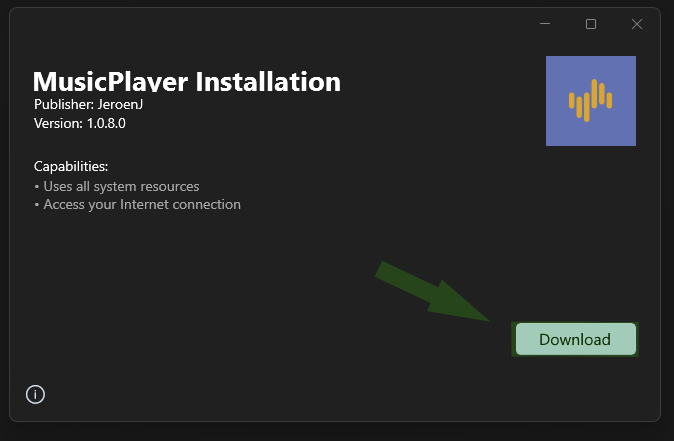 MusicPlayer Installation
Publisher: JeroenJ
Version: 1.0.8.0
Capabilities:
• Uses all system resources
• Access your Internet connection
Download